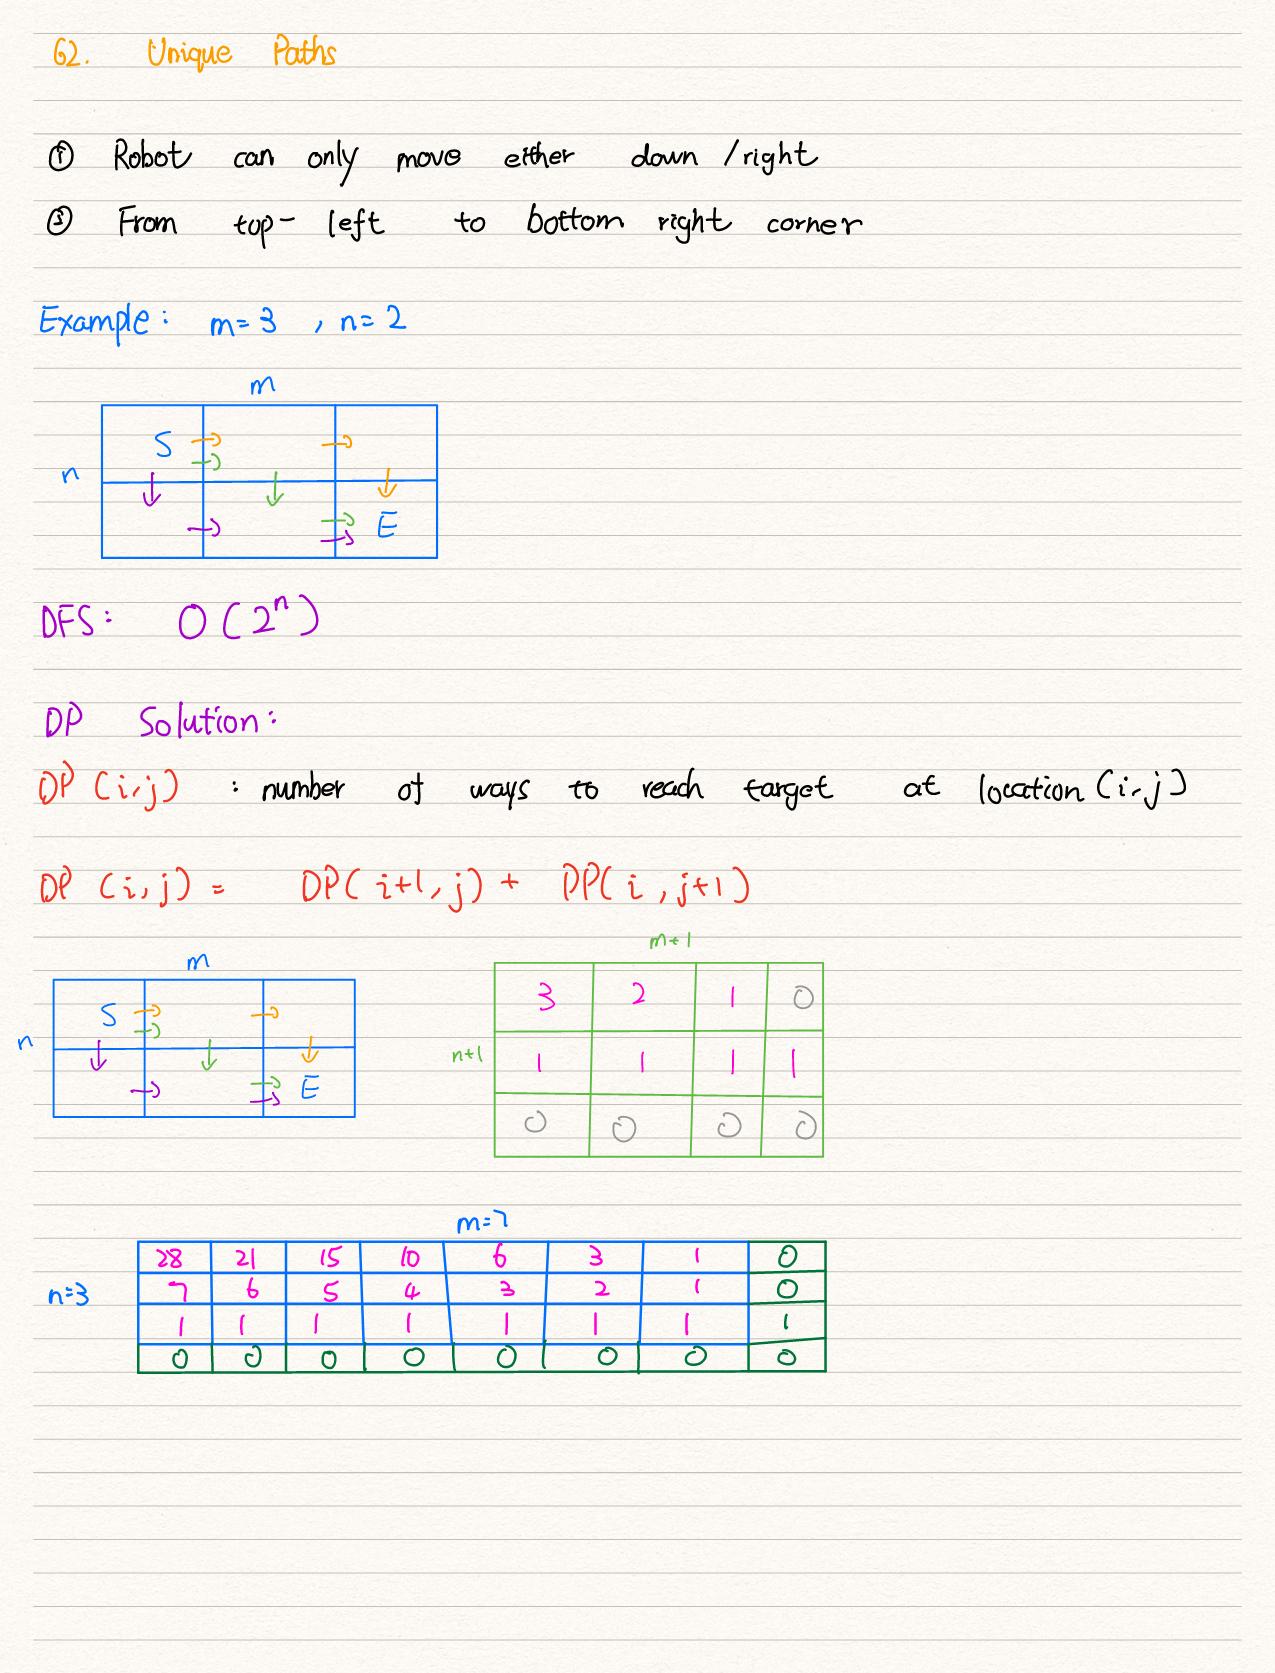 62. Unique Paths
① Robot can only move either down /right
② From top- left to bottom right corner
Example: m=3 , n=2
m
S
n
E
DFS: O(2ⁿ)
DP Solution:
DP (i,j) : number of ways to reach target at location (i,j)
DP (i,j) = DP(i+1,j) + DP(i,j+1)
m
S
n
E
m+1
3 2 1 0
n+1
1 1 1 1
0 0 0 0
m=7
28 21 15 10 6 3 1 0
n=3
7 6 5 4 3 2 1 0
1 1 1 1 1 1 1 1
0 0 0 0 0 0 0 0